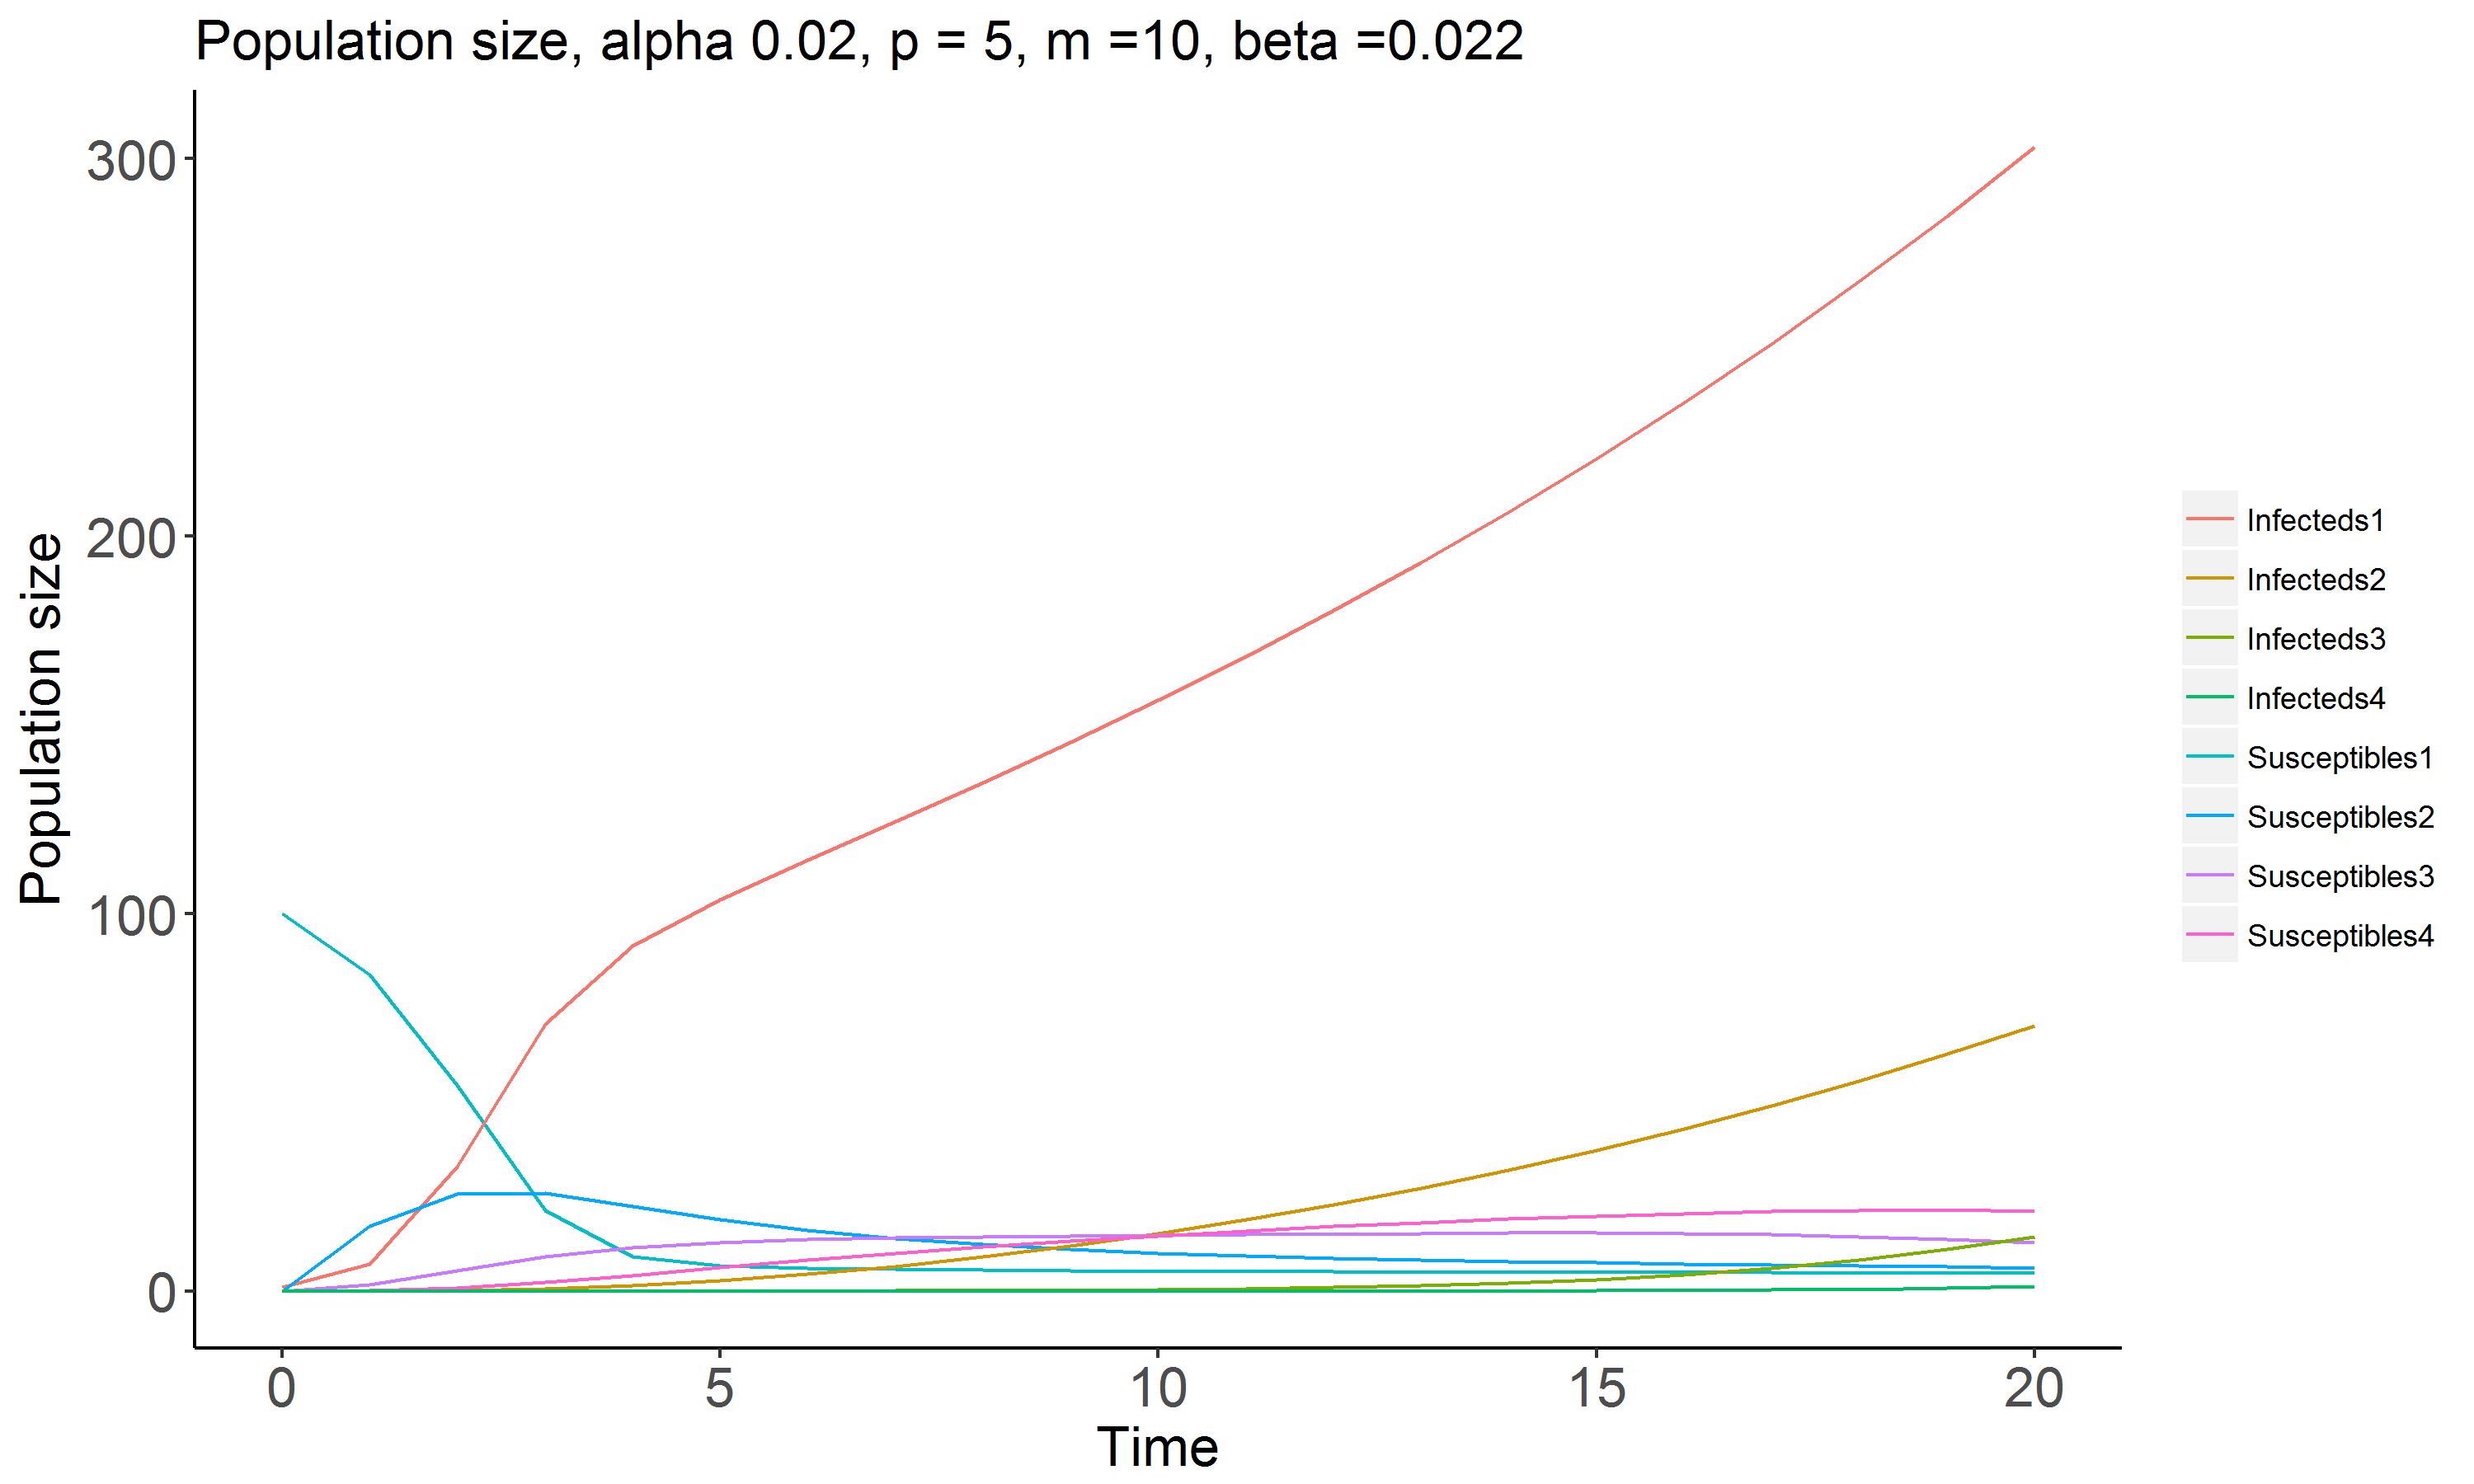 Population size, alpha 0.02, p = 5, m =10, beta =0.022
300
200
100
0
Population size
0 5 10 15 20
Time
Infecteds1
Infecteds2
Infecteds3
Infecteds4
Susceptibles1
Susceptibles2
Susceptibles3
Susceptibles4